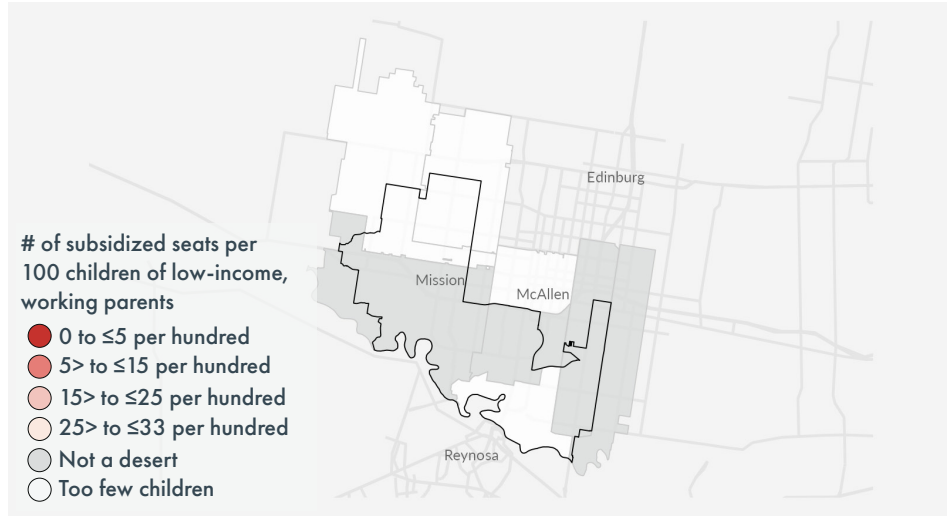 Edinburg
# of subsidized seats per
100 children of low-income,
working parents
Mission
McAllen
0 to ≤5 per hundred
5> to ≤15 per hundred
15> to ≤25 per hundred
25> to ≤33 per hundred
Not a desert
Reynosa
Too few children